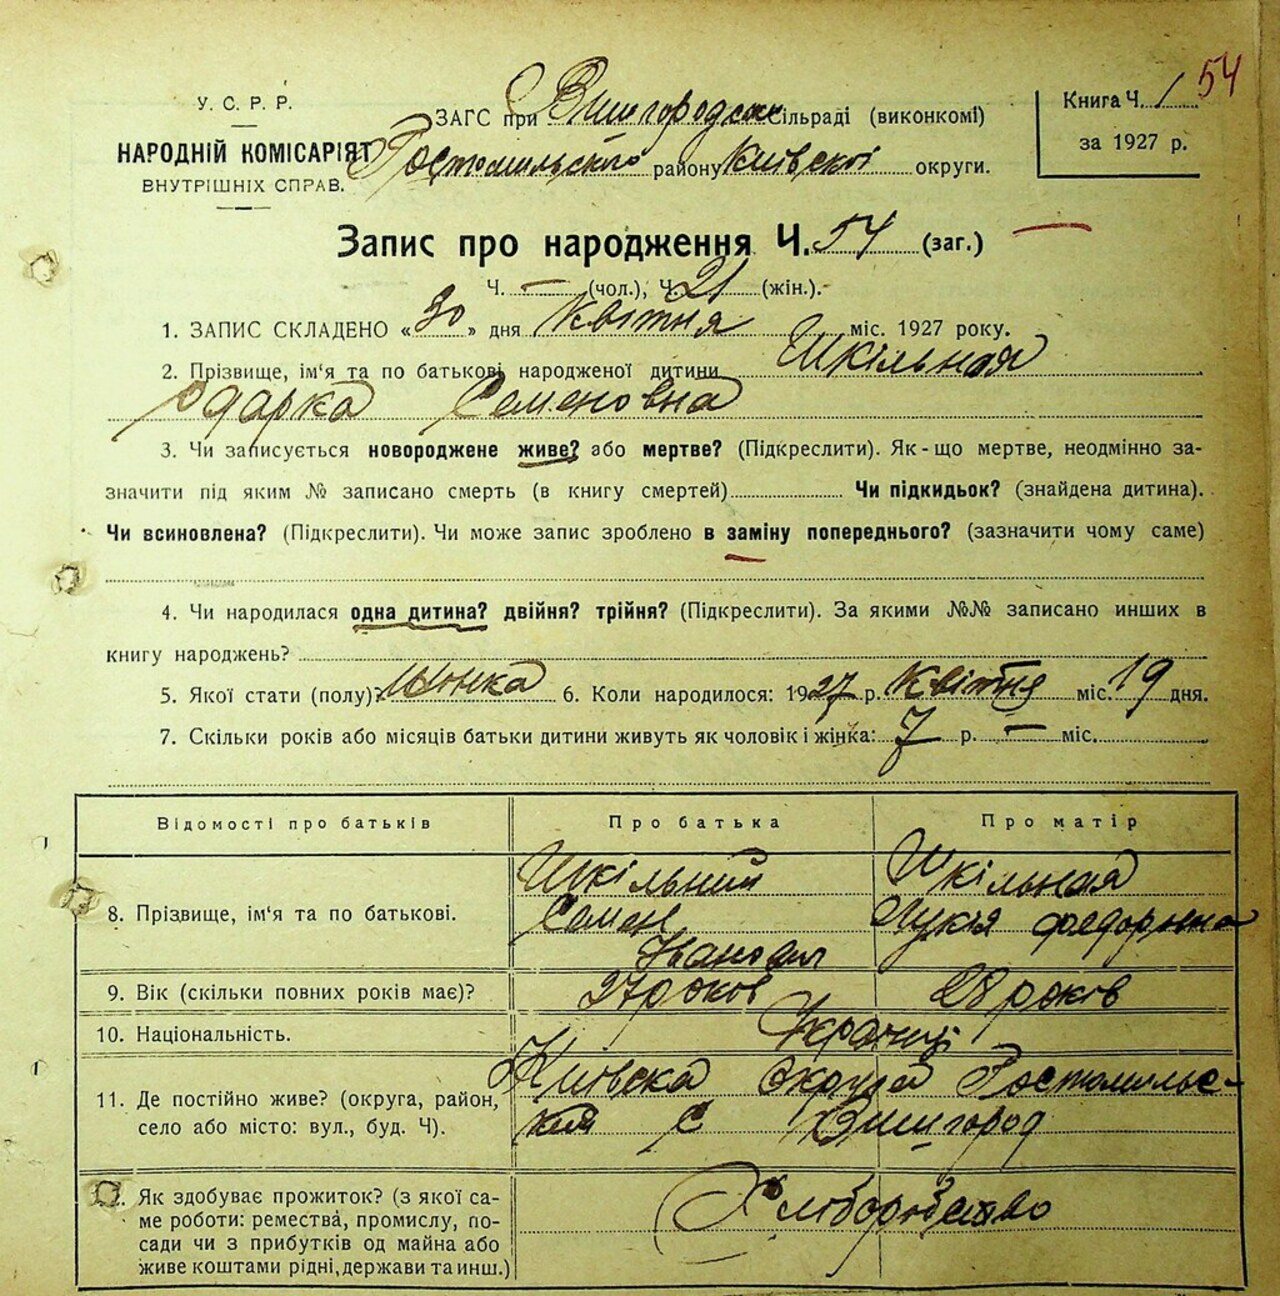 54
У. С. Р. Р.
НАРОДНІЙ КОМІСАРІЯТ
ВНУТРІШНІХ СПРАВ.
ЗАГС при Вишгородск сільраді (виконкомі)
Гостомильского району Київскої округи.
Книга Ч. 1
за 1927 р.
Запис про народження Ч. 54 (заг.)
Ч. — (чол.), Ч. 21 (жін.).
1. ЗАПИС СКЛАДЕНО «30» дня Квітня міс. 1927 року.
2. Прізвище, ім'я та по батькові народженої дитини Шкільная
Одарка Семеновна
3. Чи записується новороджене живе? або мертве? (Підкреслити). Як-що мертве, неодмінно за-
значити під яким № записано смерть (в книгу смертей) Чи підкидьок? (знайдена дитина).
Чи всиновлена? (Підкреслити). Чи може запис зроблено в заміну попереднього? (зазначити чому саме)
4. Чи народилася одна дитина? двійня? трійня? (Підкреслити). За якими №№ записано инших в
книгу народжень?
5. Якої стати (полу)? жінка 6. Коли народилося: 1927 р. Квітня міс. 19 дня.
7. Скільки років або місяців батьки дитини живуть як чоловік і жінка: 7 р. — міс.
Відомості про батьків Про батька Про матір
8. Прізвище, ім'я та по батькові.
Шкільний
Семен
Іванович
Шкільная
Лукія Федоровна
9. Вік (скільки повних років має)? 27 років 28 років
10. Національність. Українці
11. Де постійно живе? (округа, район,
село або місто: вул., буд. Ч).
Київска округа Гостомильс-
кий с Вишгород
12. Як здобуває прожиток? (з якої са-
ме роботи: ремества, промислу, по-
сади чи з прибутків од майна або
живе коштами рідні, держави та инш.)
Хліборобство